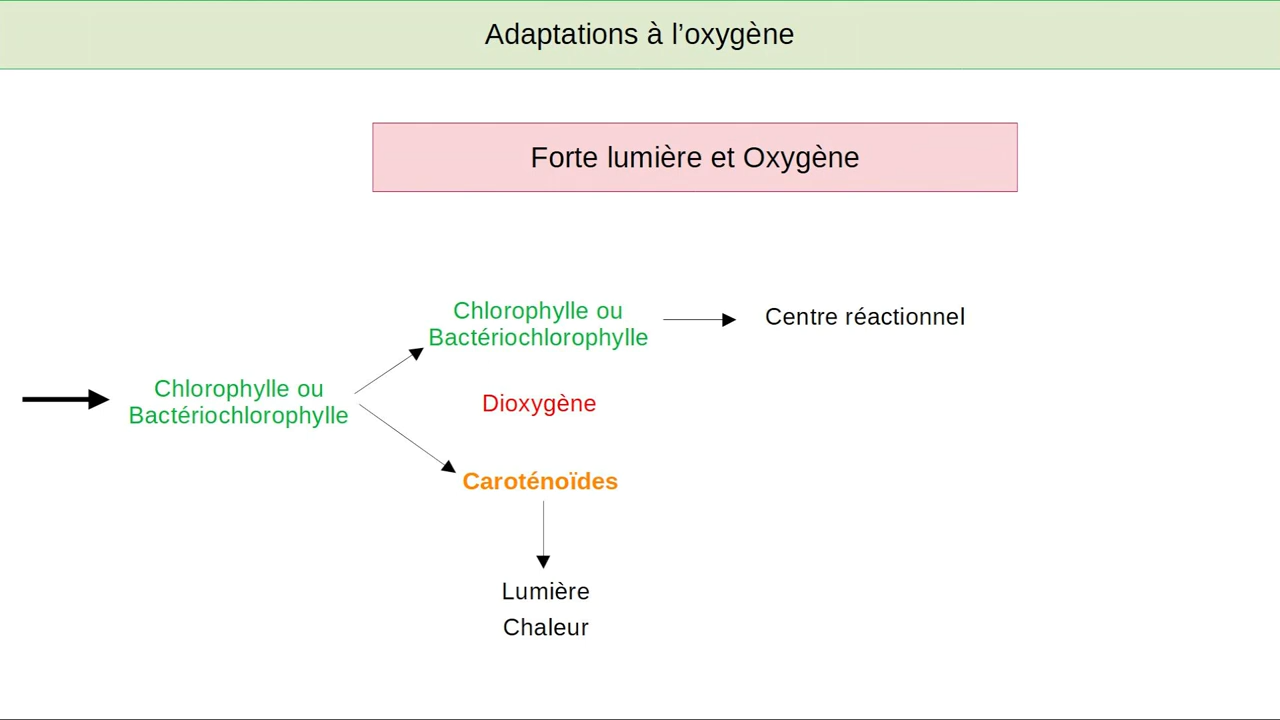 Adaptations à l’oxygène
Forte lumière et Oxygène
Chlorophylle ou
Bactériochlorophylle
Centre réactionnel
Chlorophylle ou
Bactériochlorophylle
Dioxygène
Caroténoïdes
Lumière
Chaleur